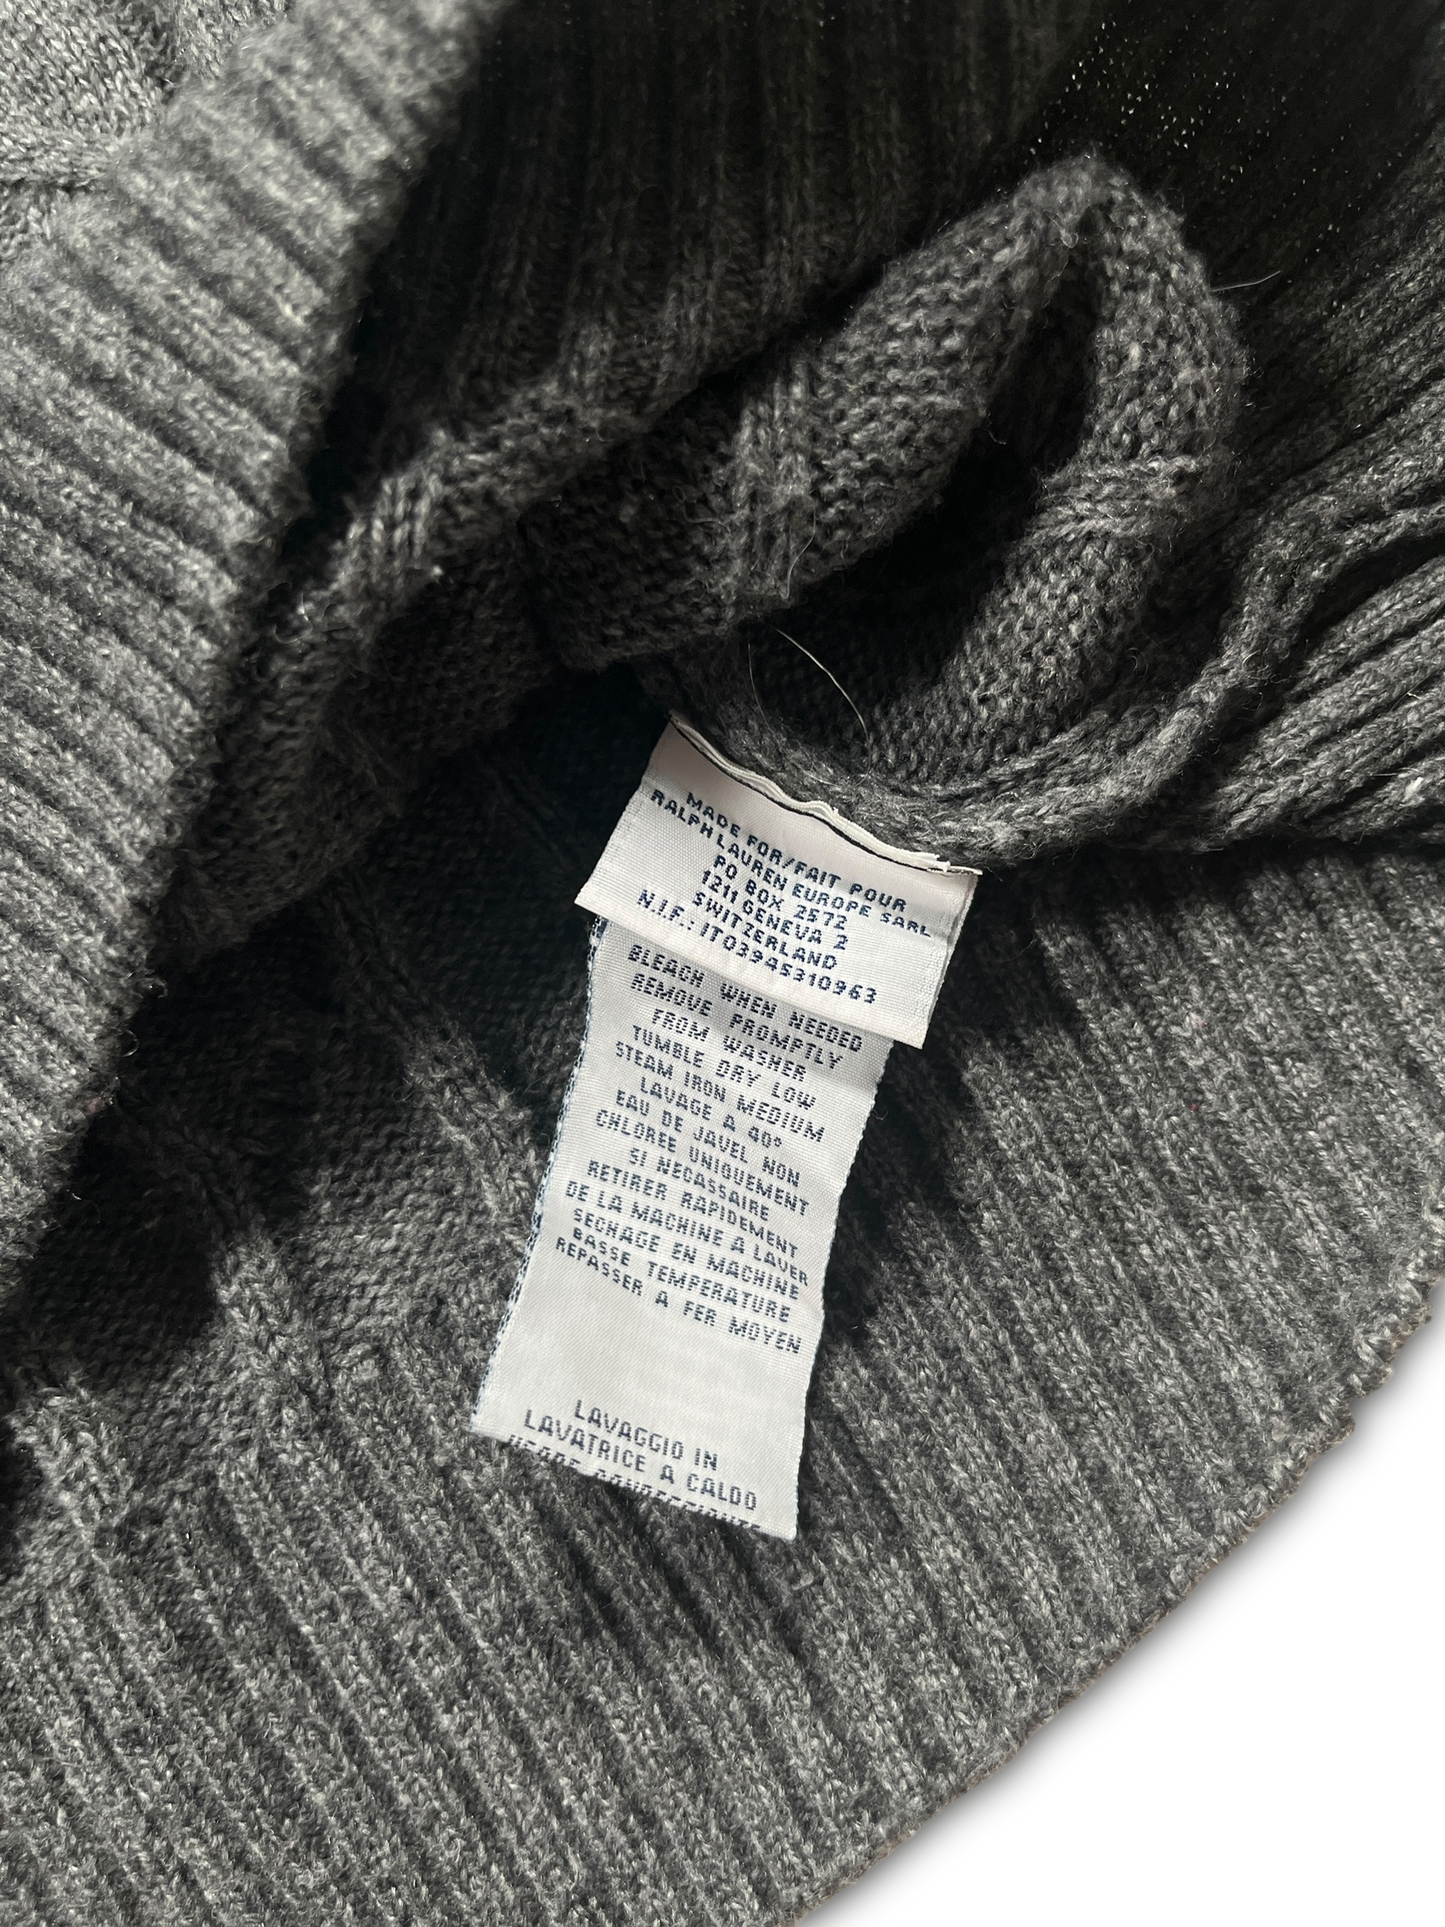 MADE FOR/FAIT POUR
RALPH LAUREN EUROPE SARL
PO BOX 2572
1211 GENEVA 2
SWITZERLAND
N.I.F.: IT03945310963
BLEACH WHEN NEEDED
REMOVE PROMPTLY
FROM WASHER
TUMBLE DRY LOW
STEAM IRON MEDIUM
LAVAGE A 40°
EAU DE JAVEL NON
CHLOREE UNIQUEMENT
SI NECASSAIRE
RETIRER RAPIDEMENT
DE LA MACHINE A LAVER
SECHAGE EN MACHINE
BASSE TEMPERATURE
REPASSER A FER MOYEN
LAVAGGIO IN
LAVATRICE A CALDO